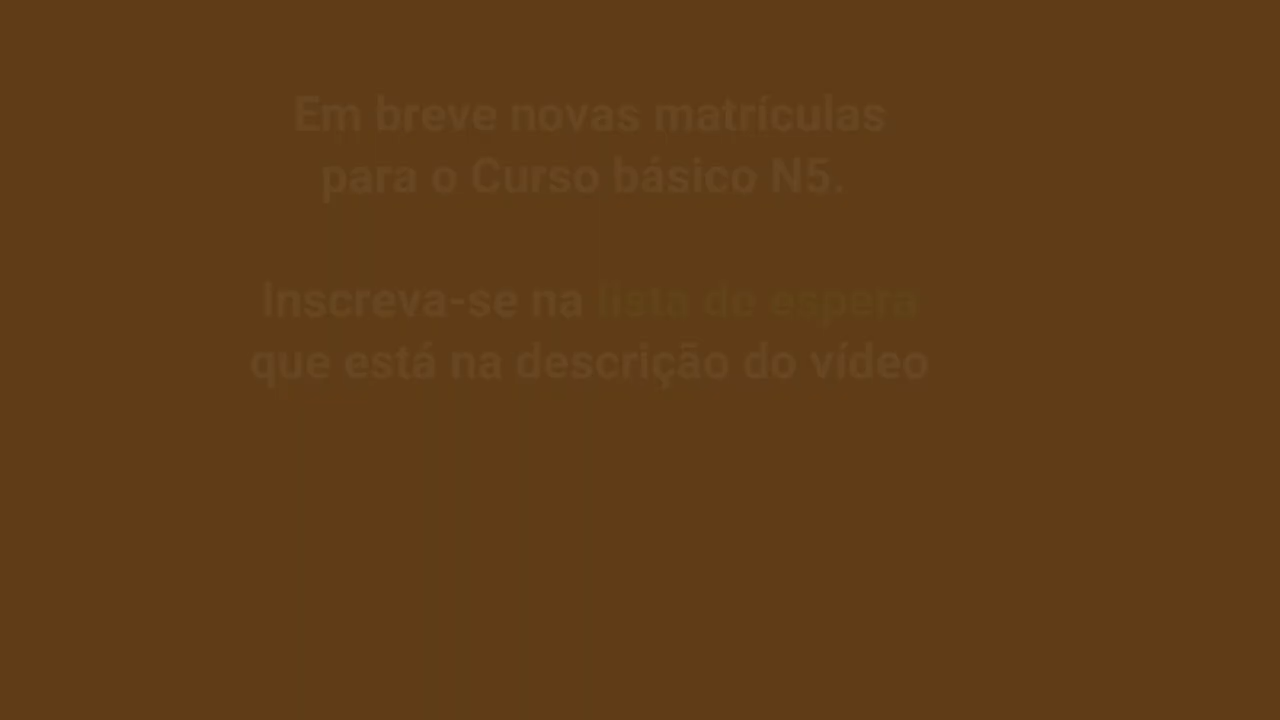 Em breve novas matrículas
para o Curso básico N5.
Inscreva-se na lista de espera
que está na descrição do vídeo